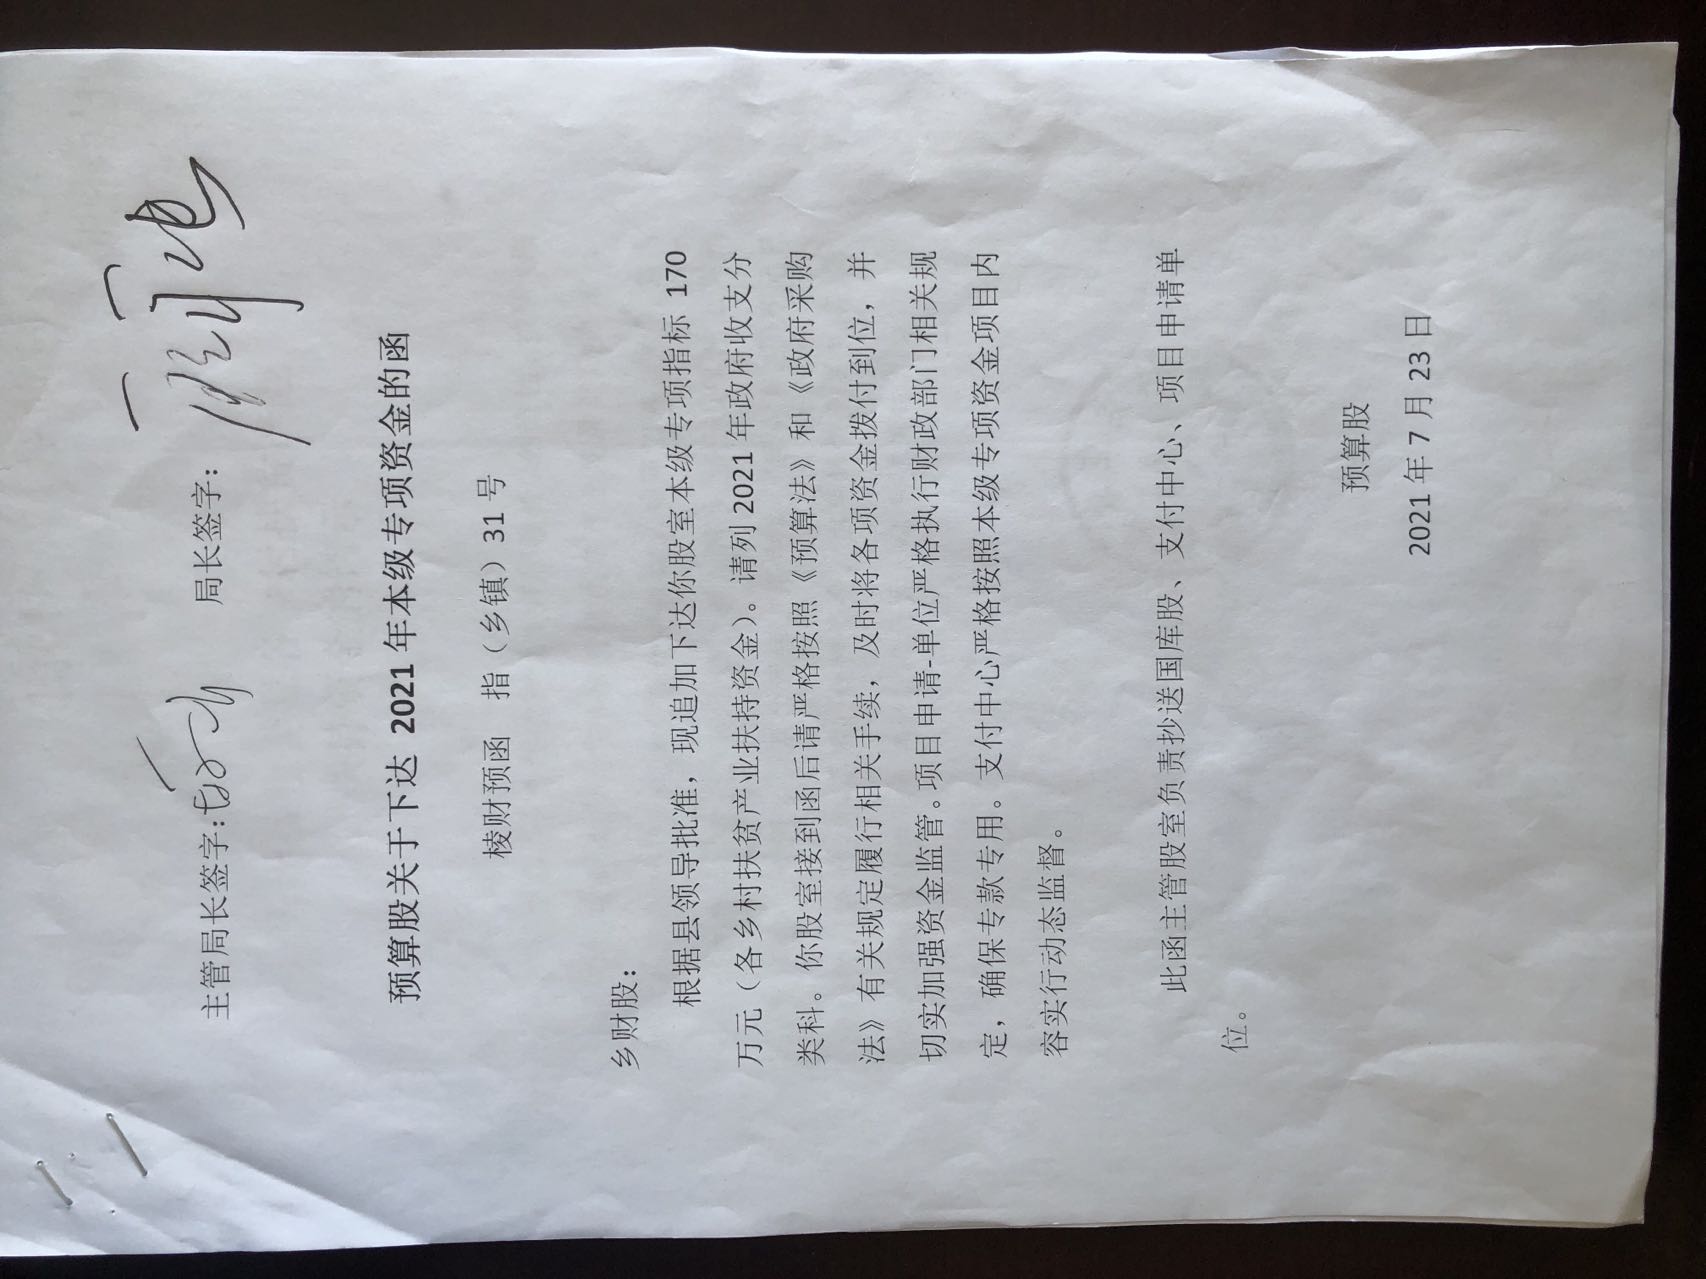 主管局长签字: 局长签字:
预算股关于下达 2021 年本级专项资金的函
棱财预函 指（乡镇）31 号
乡财股:
根据县领导批准，现追加下达你股室本级专项指标 170
万元（各乡村扶贫产业扶持资金）。请列 2021 年政府收支分
类科。你股室接到函后请严格按照《预算法》和《政府采购
法》有关规定履行相关手续，及时将各项资金拨付到位，并
切实加强资金监管。项目申请-单位严格执行财政部门相关规
定，确保专款专用。支付中心严格按照本级专项资金项目内
容实行动态监督。
此函主管股室负责抄送国库股、支付中心、项目申请单
位。
预算股
2021 年 7 月 23 日